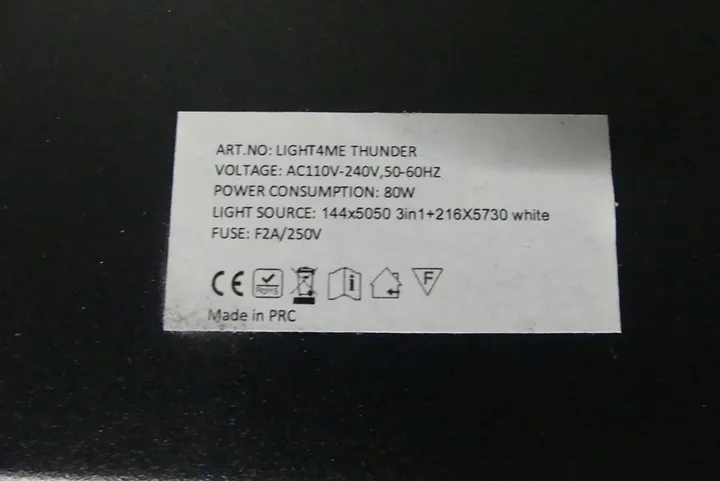 ART.NO: LIGHT4ME THUNDER
VOLTAGE: AC110V-240V,50-60HZ
POWER CONSUMPTION: 80W
LIGHT SOURCE: 144x5050 3in1+216X5730 white
FUSE: F2A/250V
CE RoHS i F
Made in PRC